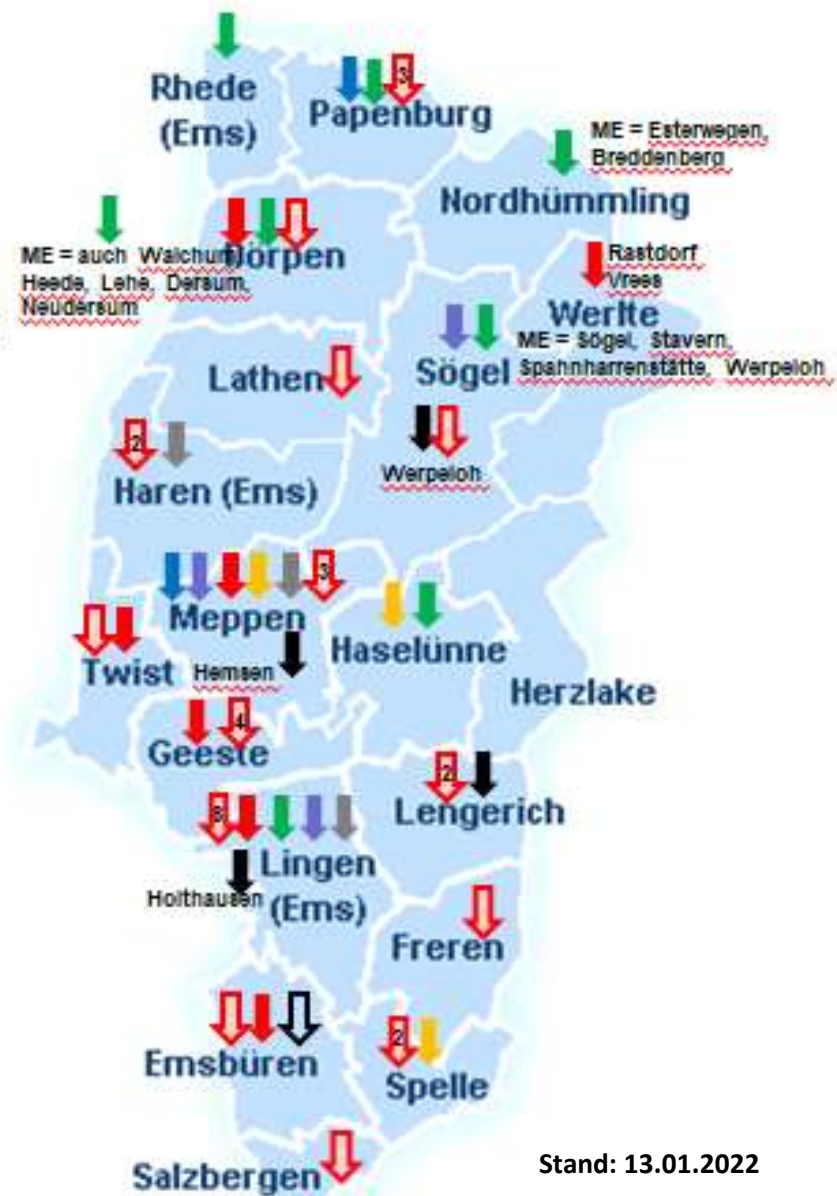 Rhede
(Ems)
3
Papenburg
ME = Esterwegen,
Breddenberg
Nordhümmling
ME = auch Walchum,
Heede, Lehe, Dersum,
Neudersum
Dörpen
Rastdorf
Vrees
Werlte
ME = Sögel, Stavern,
Spahnharrenstätte, Werpeloh
Lathen
Sögel
2
Haren (Ems)
Werpeloh
3
Meppen
Haselünne
Twist
Hemsen
Herzlake
4
Geeste
2
Lengerich
8
Lingen
(Ems)
Holthausen
Freren
2
Emsbüren
Spelle
Salzbergen
Stand: 13.01.2022